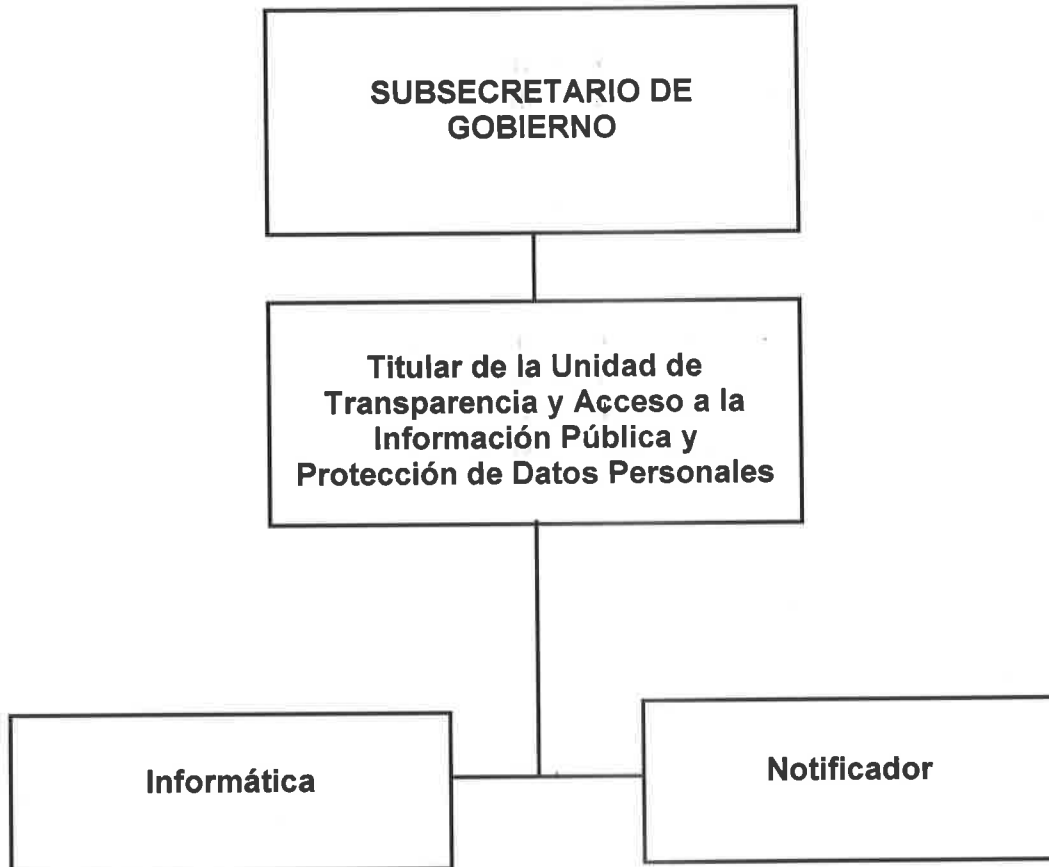 SUBSECRETARIO DE
GOBIERNO
Titular de la Unidad de
Transparencia y Acceso a la
Información Pública y
Protección de Datos Personales
Informática
Notificador